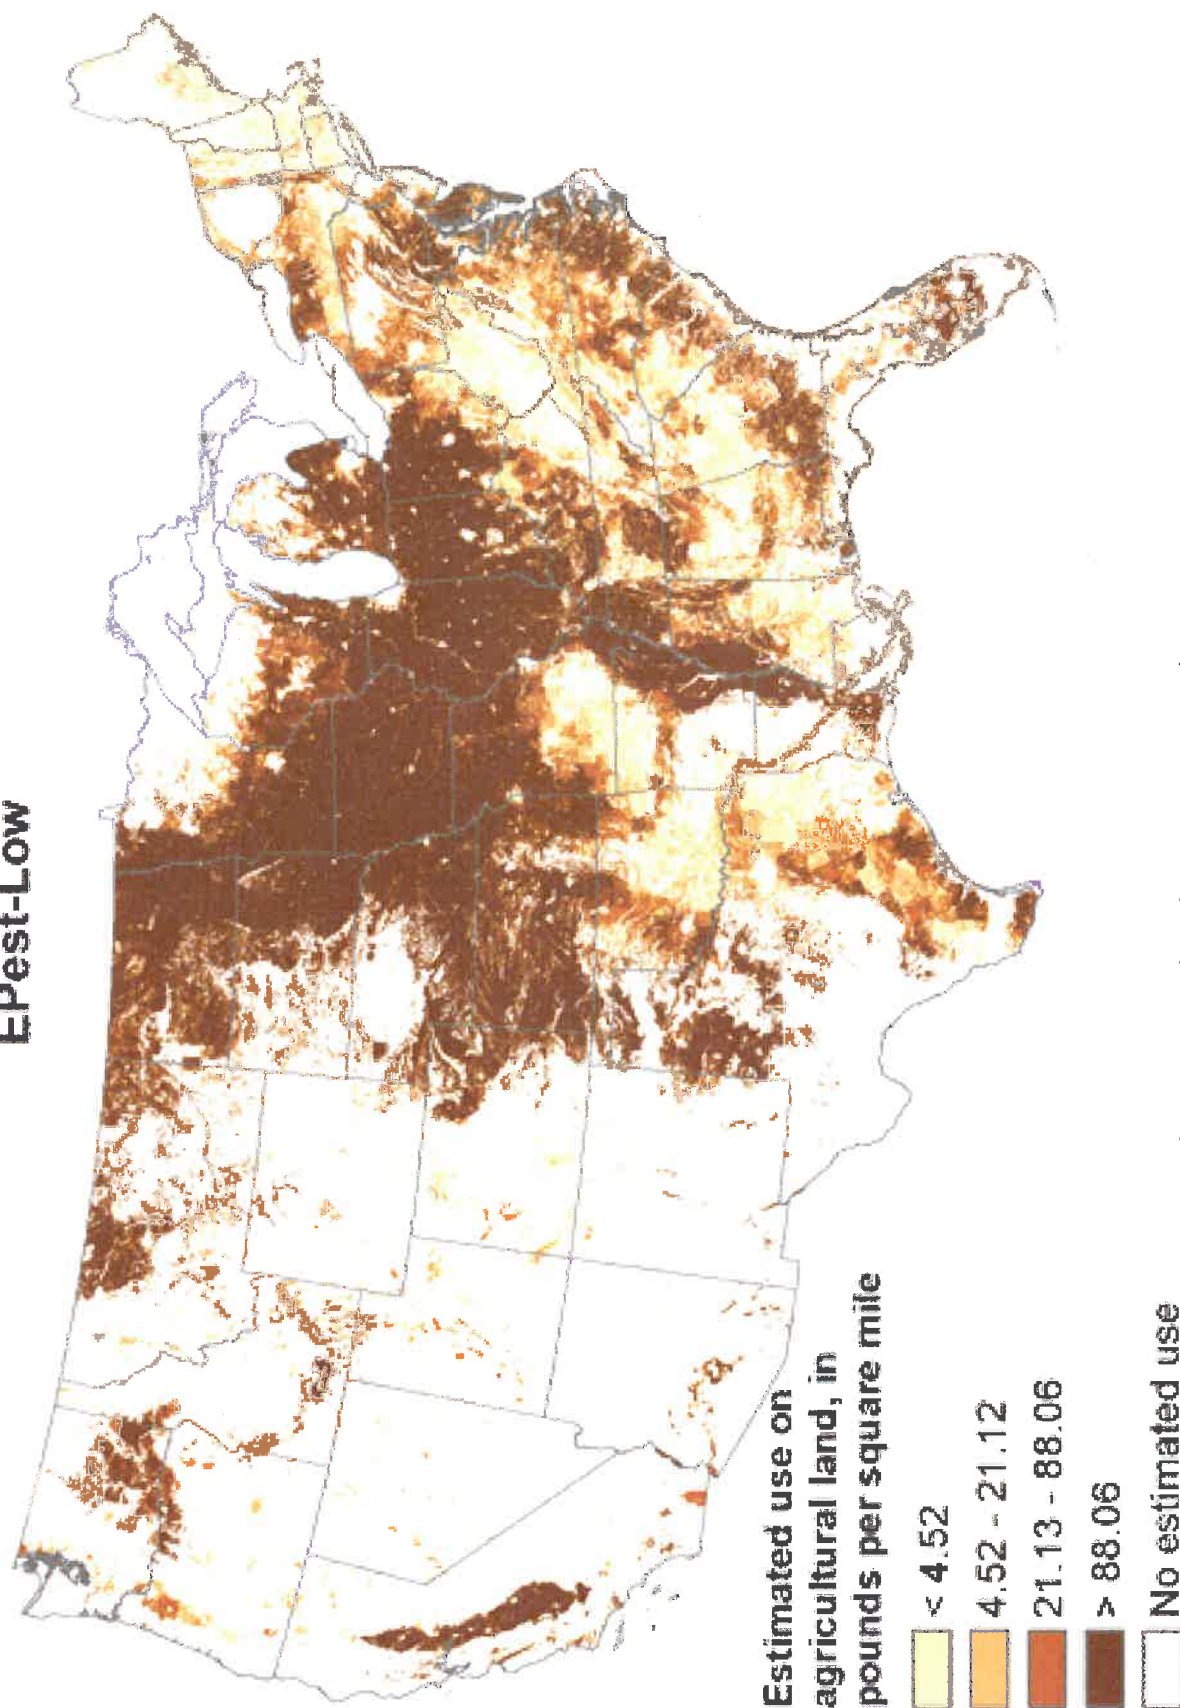 EPest-Low
Estimated use on
agricultural land, in
pounds per square mile
< 4.52
4.52 - 21.12
21.13 - 88.06
> 88.06
No estimated use